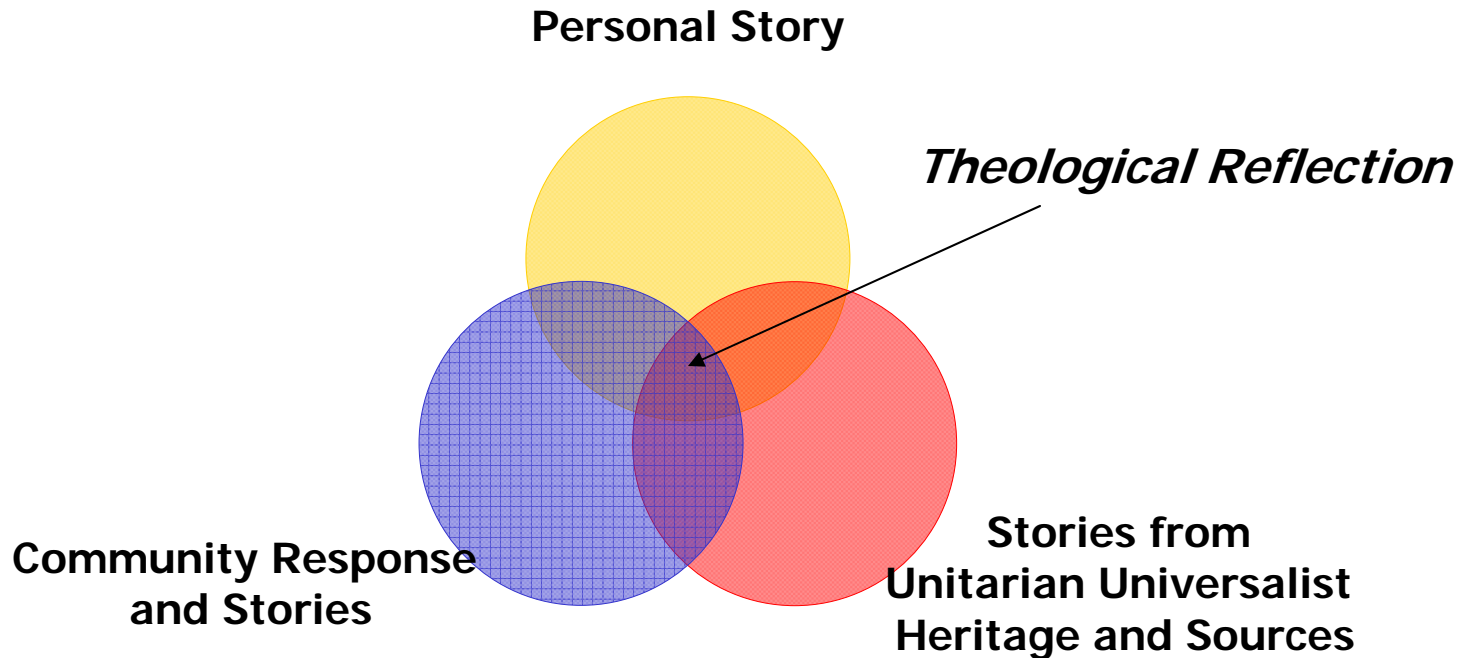 Personal Story
Theological Reflection
Community Response
and Stories
Stories from
Unitarian Universalist
Heritage and Sources